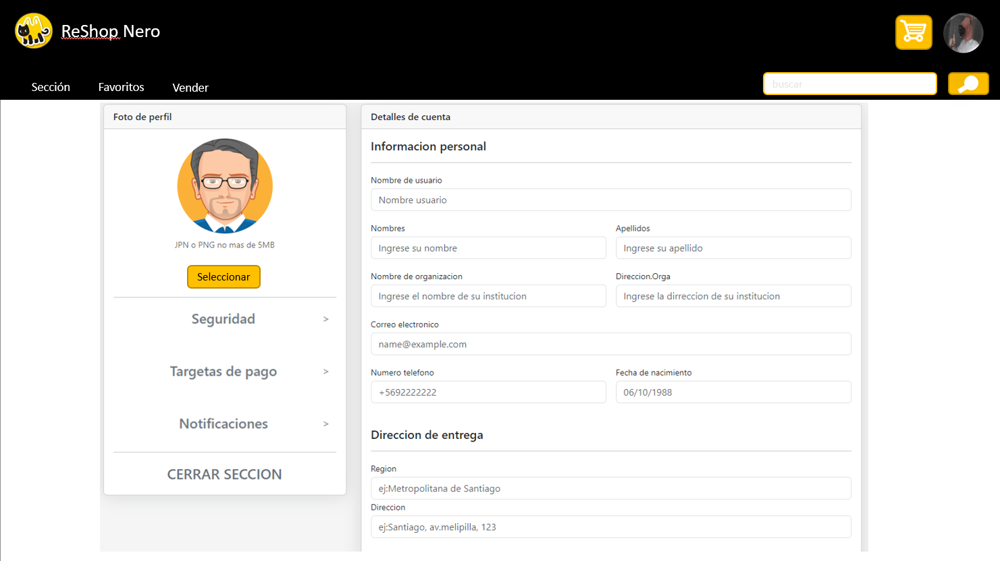 ReShop Nero
Sección Favoritos Vender
buscar
Foto de perfil
JPN o PNG no mas de 5MB
Seleccionar
Seguridad >
Targetas de pago >
Notificaciones >
CERRAR SECCION
Detalles de cuenta
Informacion personal
Nombre de usuario
Nombre usuario
Nombres Apellidos
Ingrese su nombre Ingrese su apellido
Nombre de organizacion Direccion.Orga
Ingrese el nombre de su institucion Ingrese la dirreccion de su institucion
Correo electronico
name@example.com
Numero telefono Fecha de nacimiento
+5692222222 06/10/1988
Direccion de entrega
Region
ej:Metropolitana de Santiago
Direccion
ej:Santiago, av.melipilla, 123